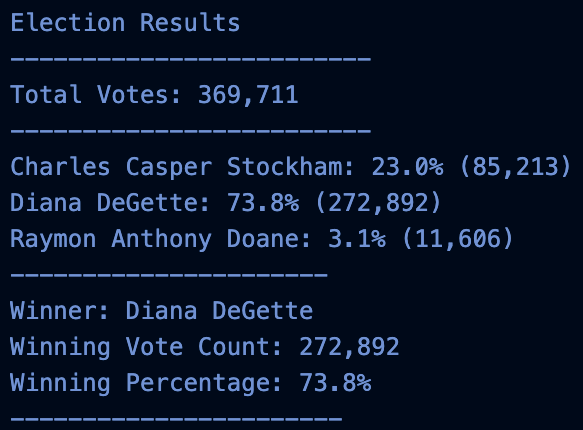 Election Results
-------------------------
Total Votes: 369,711
-------------------------
Charles Casper Stockham: 23.0% (85,213)
Diana DeGette: 73.8% (272,892)
Raymon Anthony Doane: 3.1% (11,606)
----------------------
Winner: Diana DeGette
Winning Vote Count: 272,892
Winning Percentage: 73.8%
-----------------------